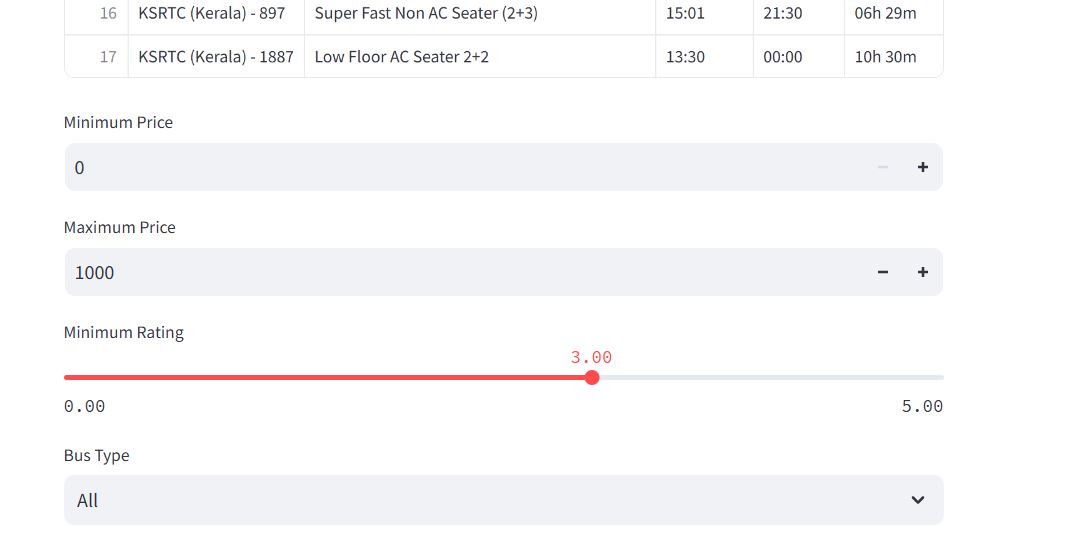 16 KSRTC (Kerala) - 897 Super Fast Non AC Seater (2+3) 15:01 21:30 06h 29m
17 KSRTC (Kerala) - 1887 Low Floor AC Seater 2+2 13:30 00:00 10h 30m
Minimum Price
0
Maximum Price
1000
Minimum Rating
3.00
0.00 5.00
Bus Type
All